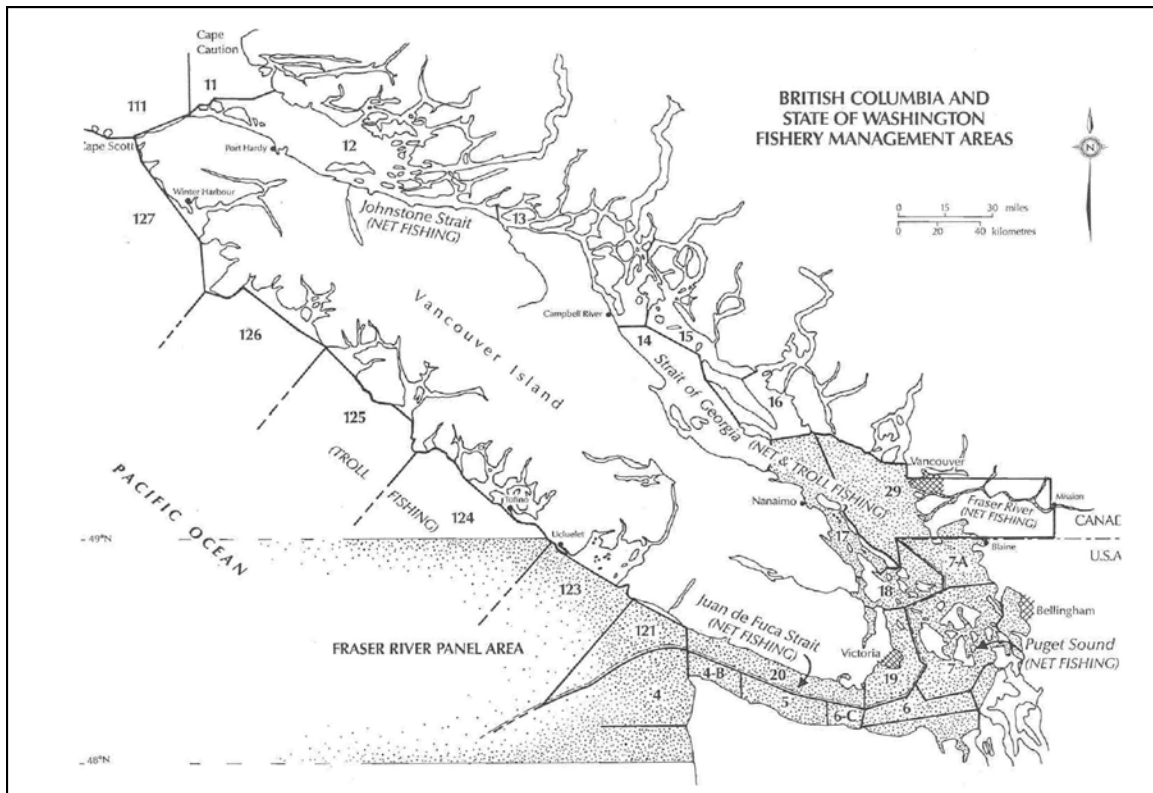 Cape
Caution
11
111
Cape Scott
Port Hardy
12
BRITISH COLUMBIA AND
STATE OF WASHINGTON
FISHERY MANAGEMENT AREAS
N
0 15 30 miles
0 20 40 kilometres
Winter Harbour
127
Johnstone Strait
(NET FISHING)
13
Vancouver Island
Campbell River
126
14
15
16
Strait of Georgia
(NET & TROLL FISHING)
125
(TROLL
FISHING)
PACIFIC OCEAN
124
Tofino
Ucluelet
Vancouver
29
Nanaimo
Fraser River
(NET FISHING)
Mission
CANAD
49°N
U.S.A
Blaine
17
7-A
18
123
Juan de Fuca Strait
(NET FISHING)
Bellingham
121
FRASER RIVER PANEL AREA
Victoria
Puget Sound
(NET FISHING)
7
20
19
4-B
4
5
6-C
6
48°N